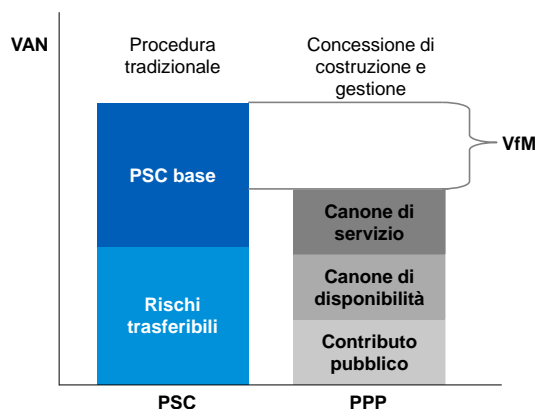 VAN
Procedura
tradizionale
Concessione di
costruzione e
gestione
VfM
PSC base
Rischi
trasferibili
Canone di
servizio
Canone di
disponibilità
Contributo
pubblico
PSC
PPP